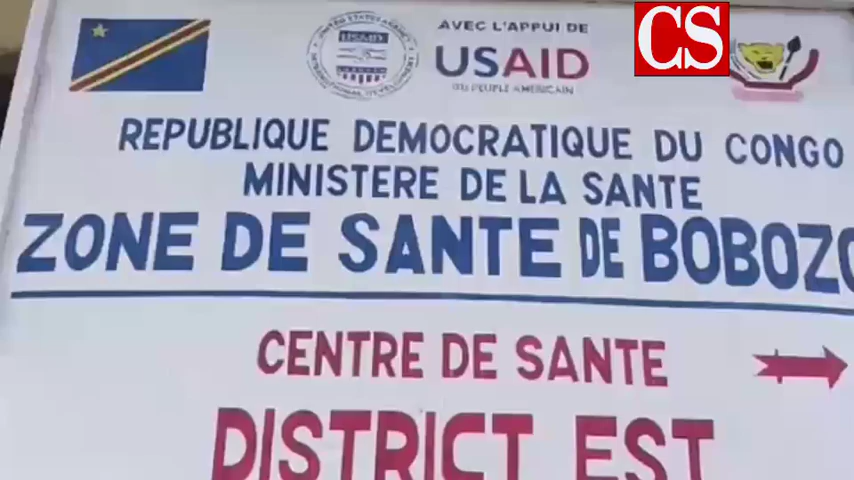 AVEC L'APPUI DE
USAID
DU PEUPLE AMERICAIN
CS
REPUBLIQUE DEMOCRATIQUE DU CONGO
MINISTERE DE LA SANTE
ZONE DE SANTE DE BOBOZO
CENTRE DE SANTE
DISTRICT EST